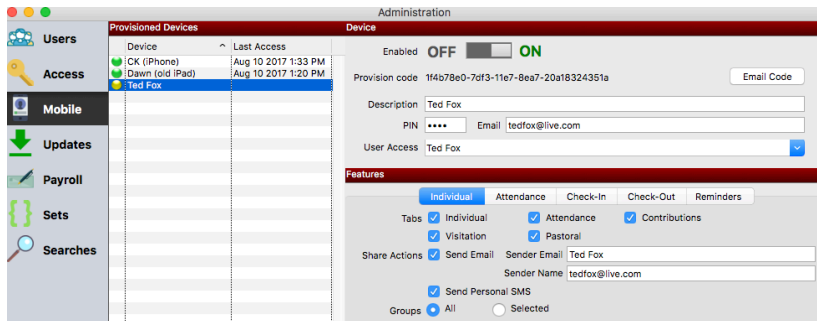 Administration
Users
Access
Mobile
Updates
Payroll
Sets
Searches
Provisioned Devices
Device Last Access
CK (iPhone) Aug 10 2017 1:33 PM
Dawn (old iPad) Aug 10 2017 1:20 PM
Ted Fox
Device
Enabled OFF ON
Provision code 1f4b78e0-7df3-11e7-8ea7-20a18324351a Email Code
Description Ted Fox
PIN •••• Email tedfox@live.com
User Access Ted Fox
Features
Individual Attendance Check-In Check-Out Reminders
Tabs Individual Attendance Contributions
Visitation Pastoral
Share Actions Send Email Sender Email Ted Fox
Sender Name tedfox@live.com
Send Personal SMS
Groups All Selected